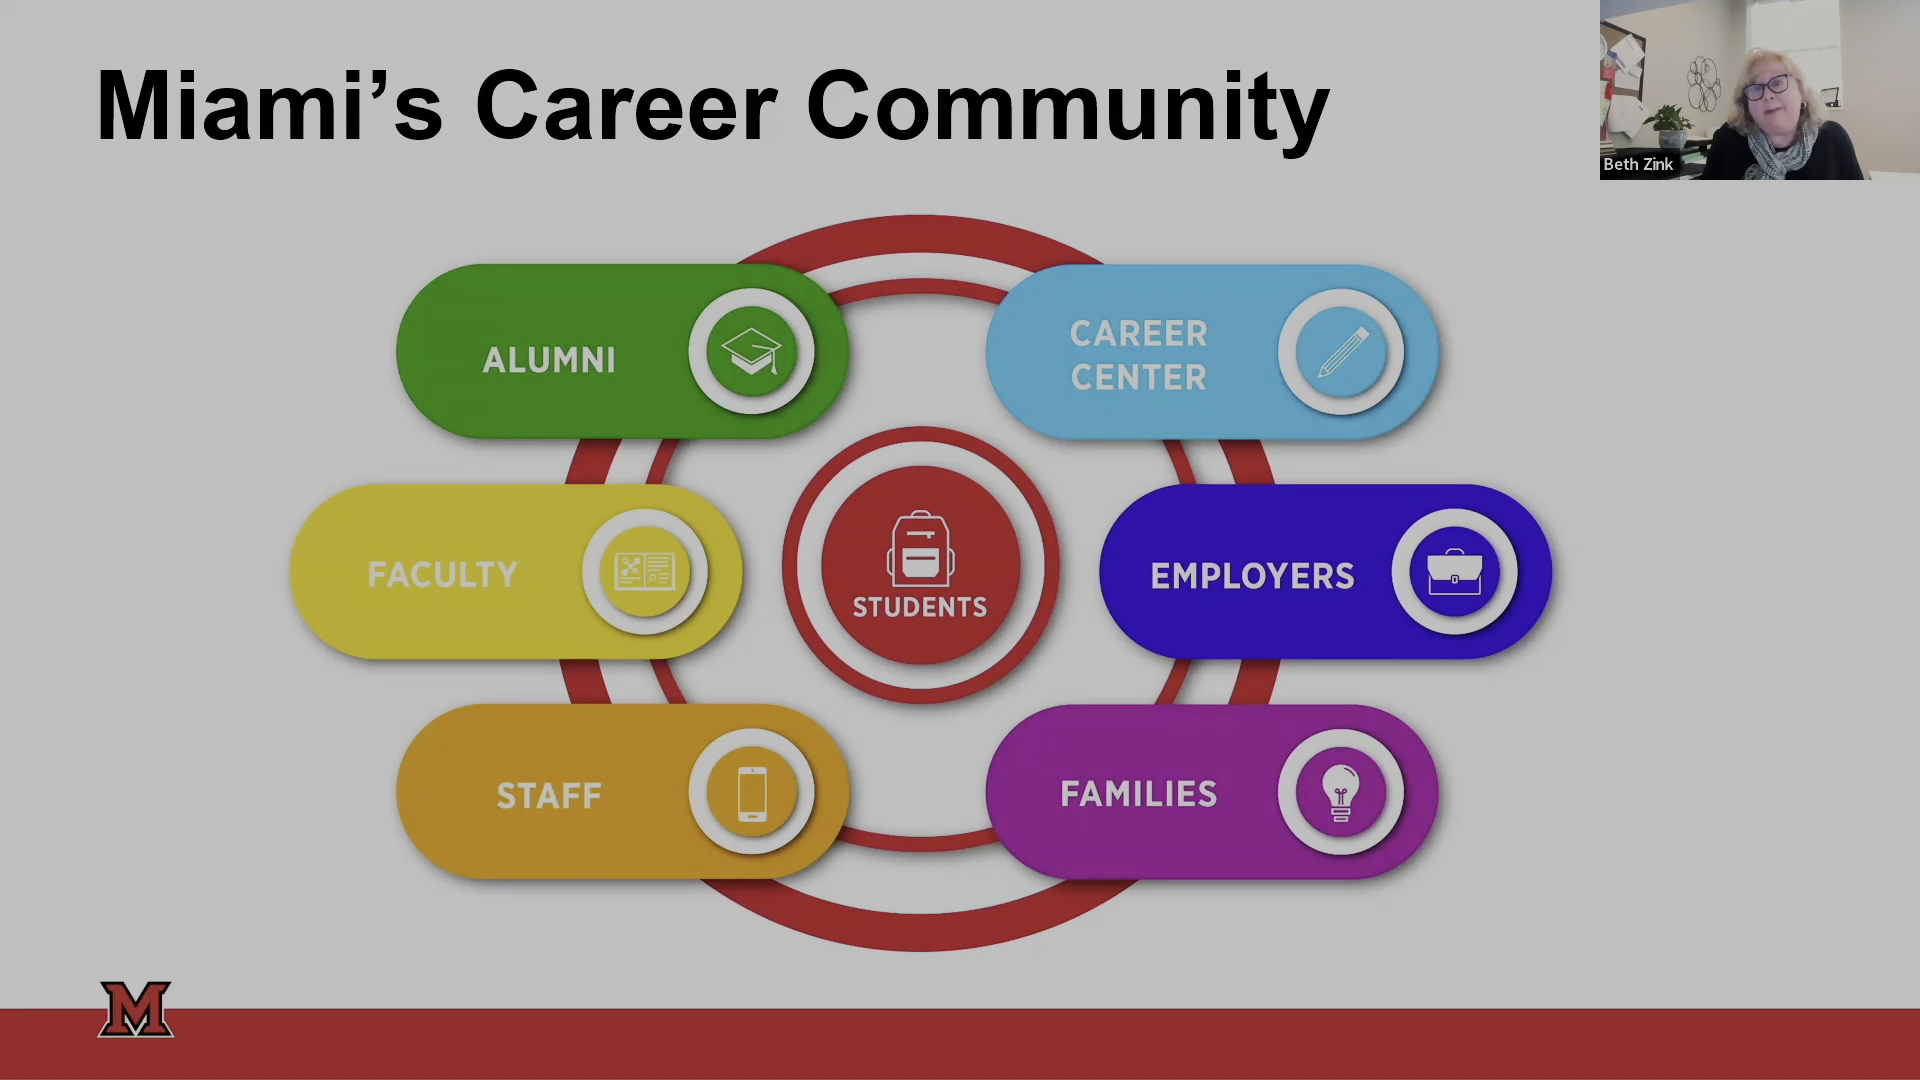 Miami’s Career Community
Beth Zink
ALUMNI
CAREER
CENTER
FACULTY
STUDENTS
EMPLOYERS
STAFF
FAMILIES
M